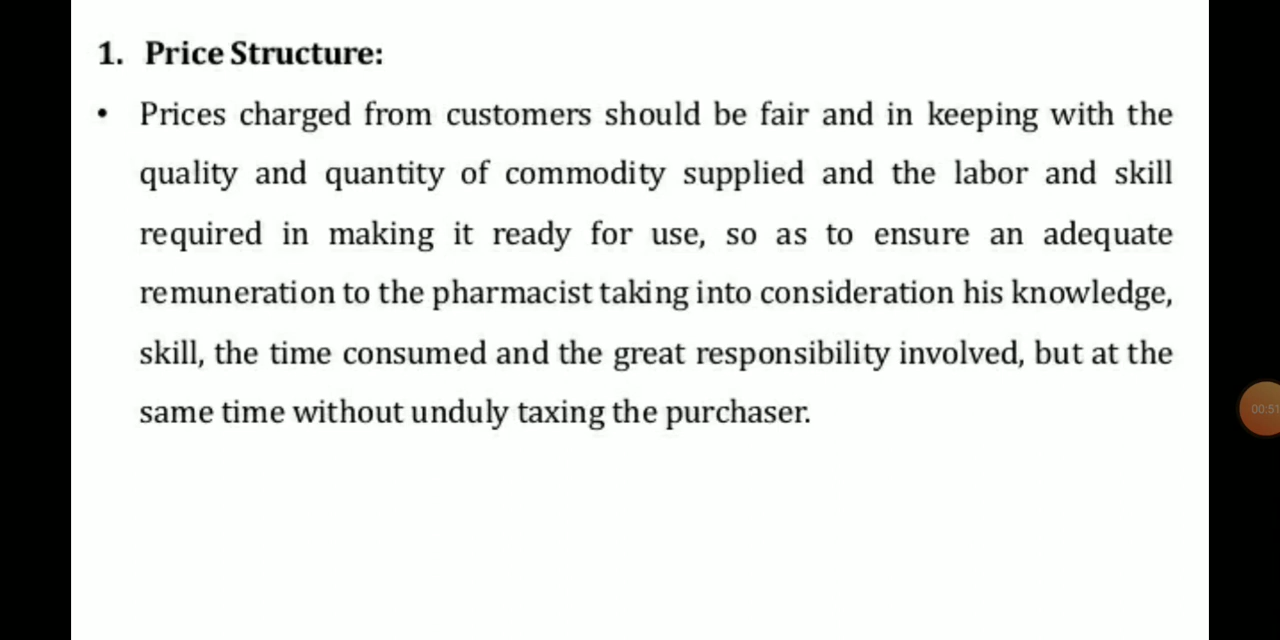 1. Price Structure:
• Prices charged from customers should be fair and in keeping with the
quality and quantity of commodity supplied and the labor and skill
required in making it ready for use, so as to ensure an adequate
remuneration to the pharmacist taking into consideration his knowledge,
skill, the time consumed and the great responsibility involved, but at the
same time without unduly taxing the purchaser.
00:51